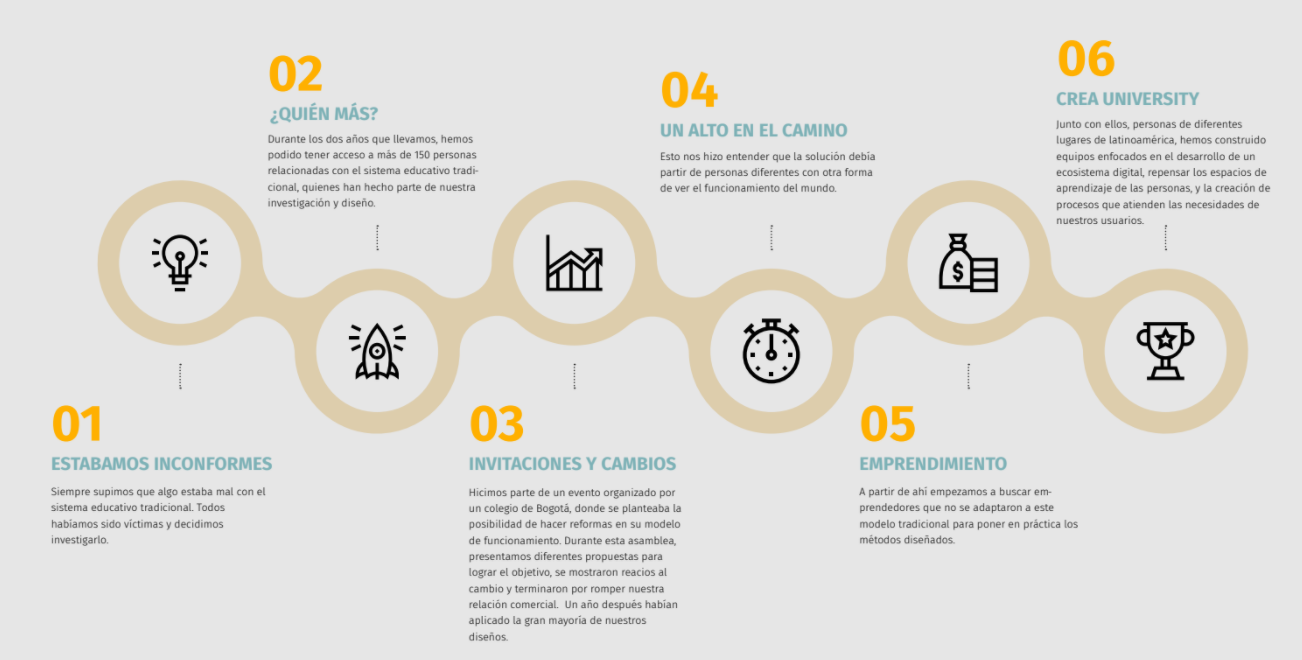 01
ESTABAMOS INCONFORMES
Siempre supimos que algo estaba mal con el
sistema educativo tradicional. Todos
habíamos sido víctimas y decidimos
investigarlo.
02
¿QUIÉN MÁS?
Durante los dos años que llevamos, hemos
podido tener acceso a más de 150 personas
relacionadas con el sistema educativo tradi-
cional, quienes han hecho parte de nuestra
investigación y diseño.
03
INVITACIONES Y CAMBIOS
Hicimos parte de un evento organizado por
un colegio de Bogotá, donde se planteaba la
posibilidad de hacer reformas en su modelo
de funcionamiento. Durante esta asamblea,
presentamos diferentes propuestas para
lograr el objetivo, se mostraron reacios al
cambio y terminaron por romper nuestra
relación comercial. Un año después habían
aplicado la gran mayoría de nuestros
diseños.
04
UN ALTO EN EL CAMINO
Esto nos hizo entender que la solución debía
partir de personas diferentes con otra forma
de ver el funcionamiento del mundo.
05
EMPRENDIMIENTO
A partir de ahí empezamos a buscar em-
prendedores que no se adaptaron a este
modelo tradicional para poner en práctica los
métodos diseñados.
$
06
CREA UNIVERSITY
Junto con ellos, personas de diferentes
lugares de latinoamérica, hemos construido
equipos enfocados en el desarrollo de un
ecosistema digital, repensar los espacios de
aprendizaje de las personas, y la creación de
procesos que atienden las necesidades de
nuestros usuarios.